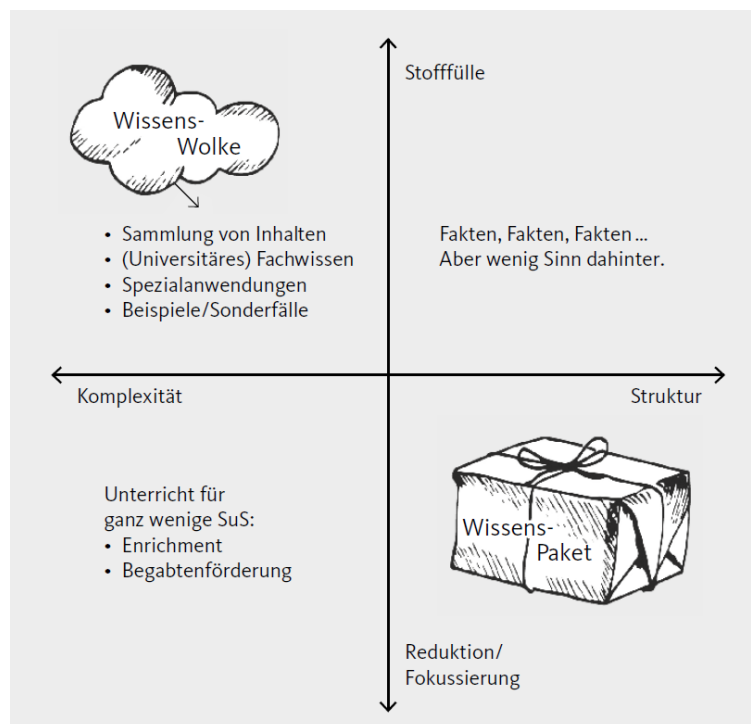 Stofffülle
Wissens-
Wolke
• Sammlung von Inhalten
• (Universitäres) Fachwissen
• Spezialanwendungen
• Beispiele/Sonderfälle
Fakten, Fakten, Fakten ...
Aber wenig Sinn dahinter.
Komplexität
Struktur
Unterricht für
ganz wenige SuS:
• Enrichment
• Begabtenförderung
Wissens-
Paket
Reduktion/
Fokussierung